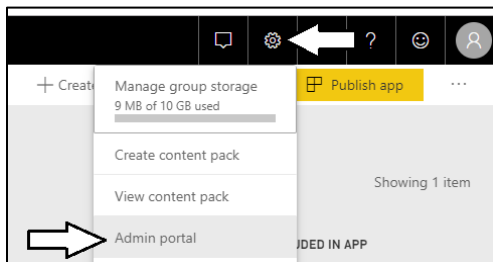 ?
+ Creat
Manage group storage
9 MB of 10 GB used
Publish app
...
Create content pack
View content pack
Showing 1 item
Admin portal
UDED IN APP